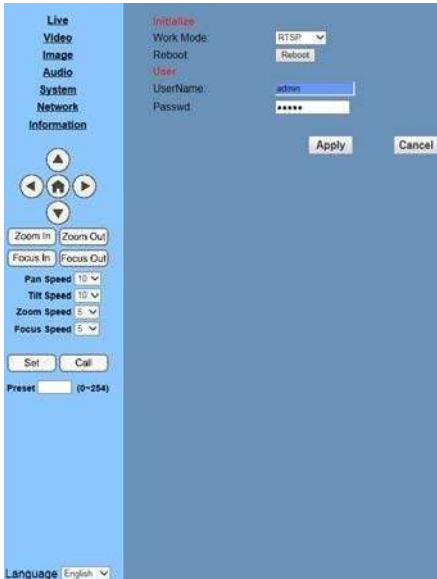 Live
Video
Image
Audio
System
Network
Information
Zoom In Zoom Out
Focus In Focus Out
Pan Speed 10
Tilt Speed 10
Zoom Speed 5
Focus Speed 5
Set Call
Preset (0~254)
Language English
Initialize
Work Mode: RTSP
Reboot: Reboot
User
UserName: admin
Passwd: •••••
Apply Cancel